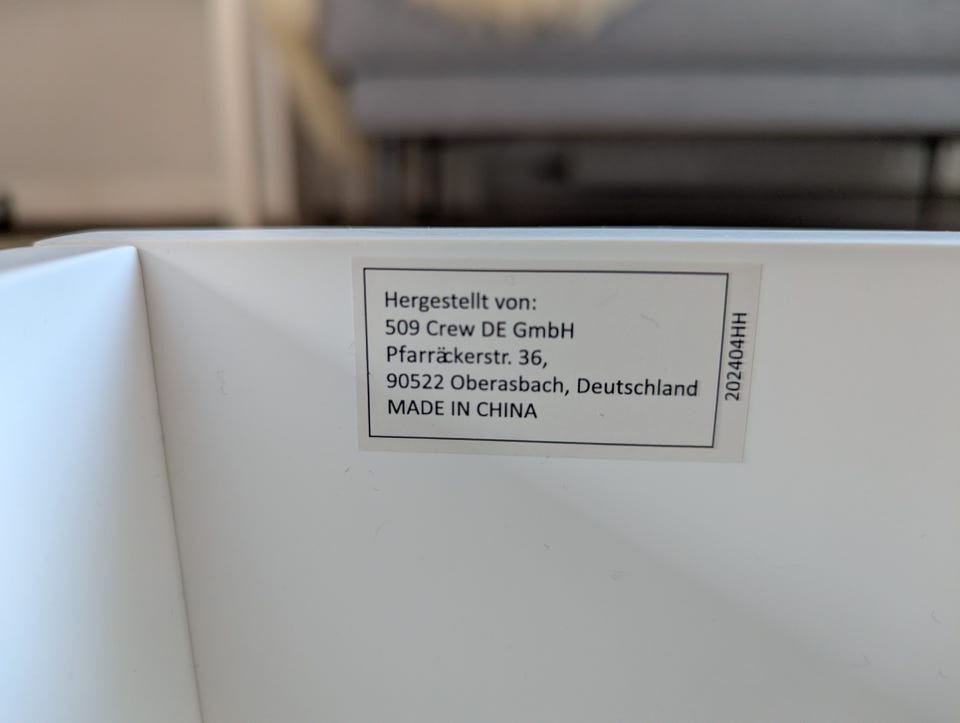 Hergestellt von:
509 Crew DE GmbH
Pfarräckerstr. 36,
90522 Oberasbach, Deutschland
MADE IN CHINA
202404HH